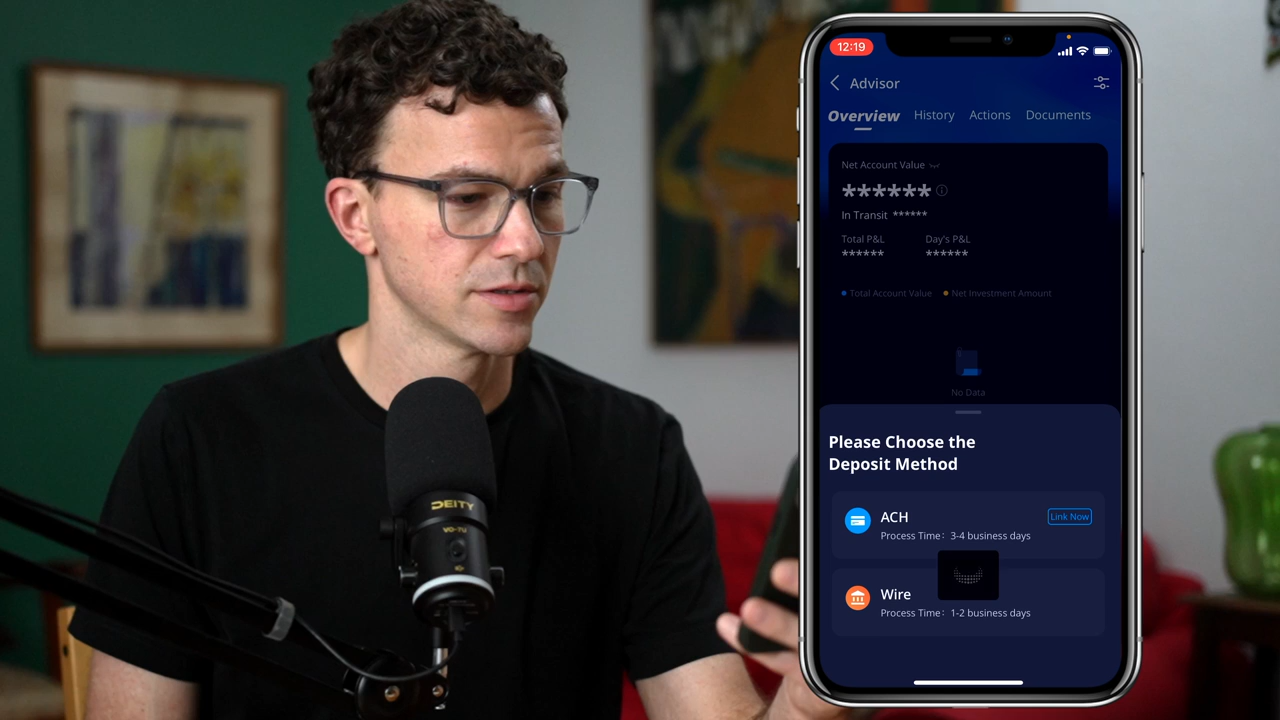 12:19
Advisor
Overview History Actions Documents
Net Account Value
******
In Transit ******
Total P&L Day's P&L
****** ******
Total Account Value Net Investment Amount
No Data
Please Choose the
Deposit Method
ACH Link Now
Process Time: 3-4 business days
Wire
Process Time: 1-2 business days
DEITY
VO-7U